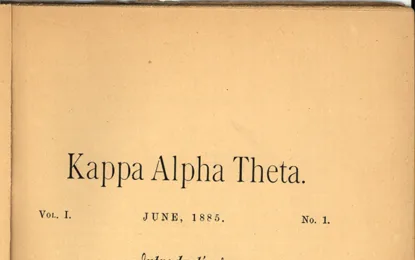 Kappa Alpha Theta.
VOL. I. JUNE, 1885. No. 1.